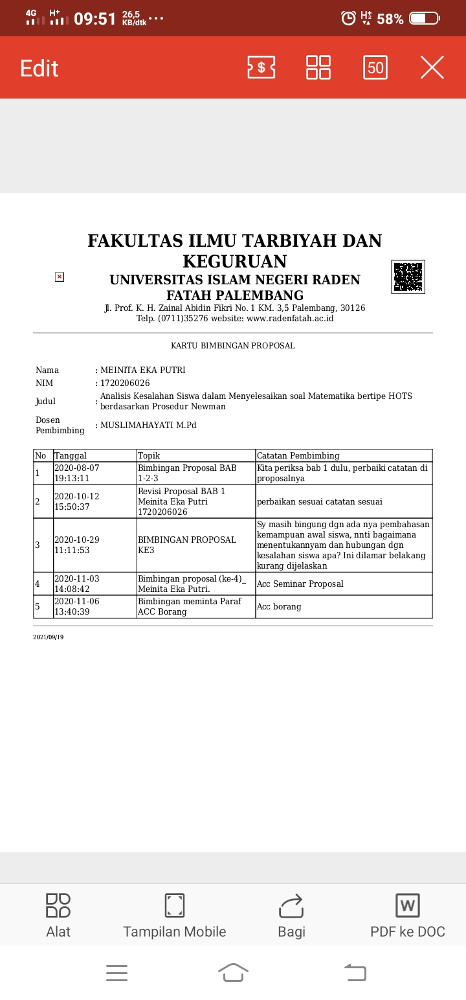 4G H+ 09:51 26,5 KB/dtk ... H+ 58%
Edit
50
FAKULTAS ILMU TARBIYAH DAN
KEGURUAN
UNIVERSITAS ISLAM NEGERI RADEN
FATAH PALEMBANG
Jl. Prof. K. H. Zainal Abidin Fikri No. 1 KM. 3,5 Palembang, 30126
Telp. (0711)35276 website: www.radenfatah.ac.id
KARTU BIMBINGAN PROPOSAL
Nama : MEINITA EKA PUTRI
NIM : 1720206026
Judul : Analisis Kesalahan Siswa dalam Menyelesaikan soal Matematika bertipe HOTS
berdasarkan Prosedur Newman
Dosen
Pembimbing : MUSLIMAHAYATI M.Pd
No Tanggal Topik Catatan Pembimbing
1 2020-08-07 19:13:11 Bimbingan Proposal BAB 1-2-3 Kita periksa bab 1 dulu, perbaiki catatan di proposalnya
2 2020-10-12 15:50:37 Revisi Proposal BAB 1 Meinita Eka Putri 1720206026 perbaikan sesuai catatan sesuai
3 2020-10-29 11:11:53 BIMBINGAN PROPOSAL KE3 Sy masih bingung dgn ada nya pembahasan kemampuan awal siswa, nnti bagaimana menentukannyam dan hubungan dgn kesalahan siswa apa? Ini dilamar belakang kurang dijelaskan
4 2020-11-03 14:08:42 Bimbingan proposal (ke-4)_ Meinita Eka Putri. Acc Seminar Proposal
5 2020-11-06 13:40:39 Bimbingan meminta Paraf ACC Borang Acc borang
2021/09/19
Alat Tampilan Mobile Bagi PDF ke DOC